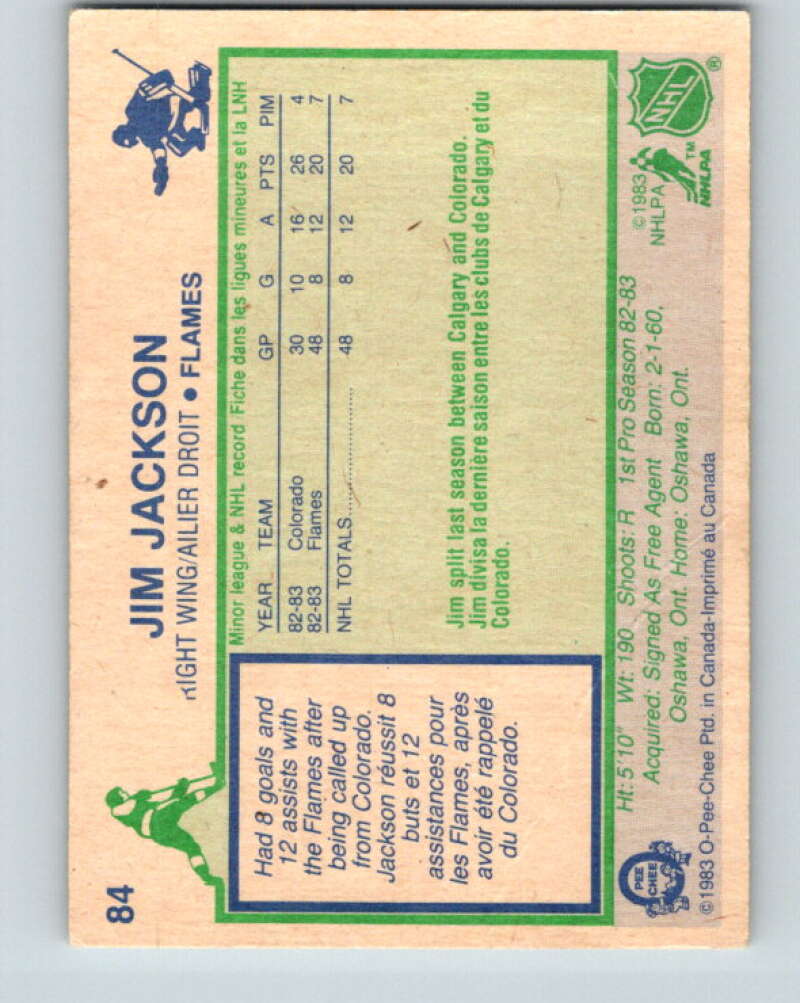 84
JIM JACKSON
RIGHT WING/AILIER DROIT • FLAMES
Had 8 goals and
12 assists with
the Flames after
being called up
from Colorado.
Jackson réussit 8
buts et 12
assistances pour
les Flames, après
avoir été rappelé
du Colorado.
Minor league & NHL record Fiche dans les ligues mineures et la LNH
YEAR TEAM GP G A PTS PIM
82-83 Colorado 30 10 16 26 4
82-83 Flames 48 8 12 20 7
NHL TOTALS 48 8 12 20 7
Jim split last season between Calgary and Colorado.
Jim divisa la dernière saison entre les clubs de Calgary et du
Colorado.
Ht: 5'10" Wt: 190 Shoots: R 1st Pro Season 82-83
Acquired: Signed As Free Agent Born: 2-1-60,
Oshawa, Ont. Home: Oshawa, Ont.
©1983 O-Pee-Chee Ptd. in Canada-Imprimé au Canada
O
PEE
CHEE
©1983
NHLPA
NHLPA
TM
NHL
®